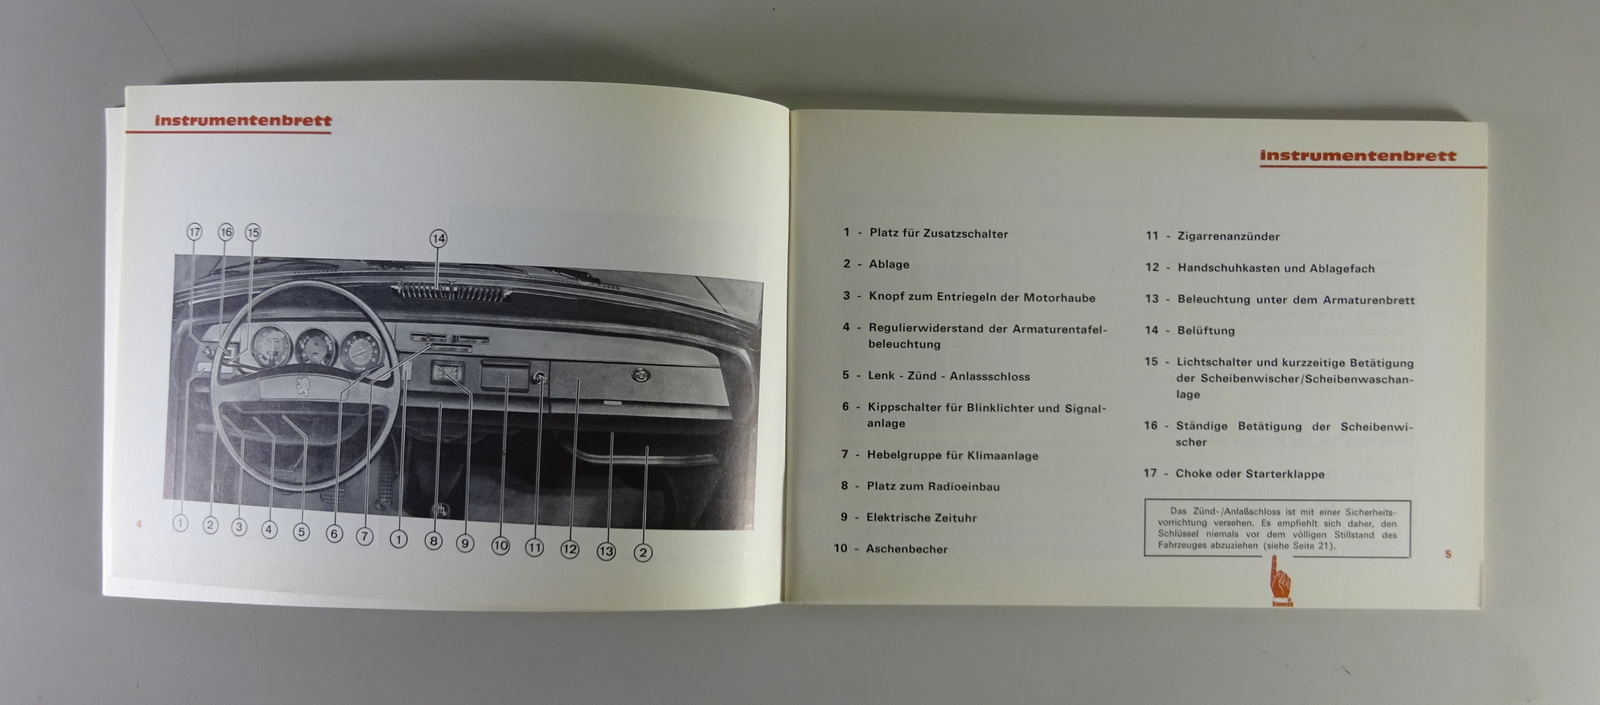 instrumentenbrett
17 16 15 14
1 2 3 4 5 6 7 1 8 9 10 11 12 13 2
4
instrumentenbrett
1 - Platz für Zusatzschalter
2 - Ablage
3 - Knopf zum Entriegeln der Motorhaube
4 - Regulierwiderstand der Armaturentafel-
beleuchtung
5 - Lenk - Zünd - Anlassschloss
6 - Kippschalter für Blinklichter und Signal-
anlage
7 - Hebelgruppe für Klimaanlage
8 - Platz zum Radioeinbau
9 - Elektrische Zeituhr
10 - Aschenbecher
11 - Zigarrenanzünder
12 - Handschuhkasten und Ablagefach
13 - Beleuchtung unter dem Armaturenbrett
14 - Belüftung
15 - Lichtschalter und kurzzeitige Betätigung
der Scheibenwischer/Scheibenwaschan-
lage
16 - Ständige Betätigung der Scheibenwi-
scher
17 - Choke oder Starterklappe
Das Zünd-/Anlaßschloss ist mit einer Sicherheits-
vorrichtung versehen. Es empfiehlt sich daher, den
Schlüssel niemals vor dem völligen Stillstand des
Fahrzeuges abzuziehen (siehe Seite 21).
5